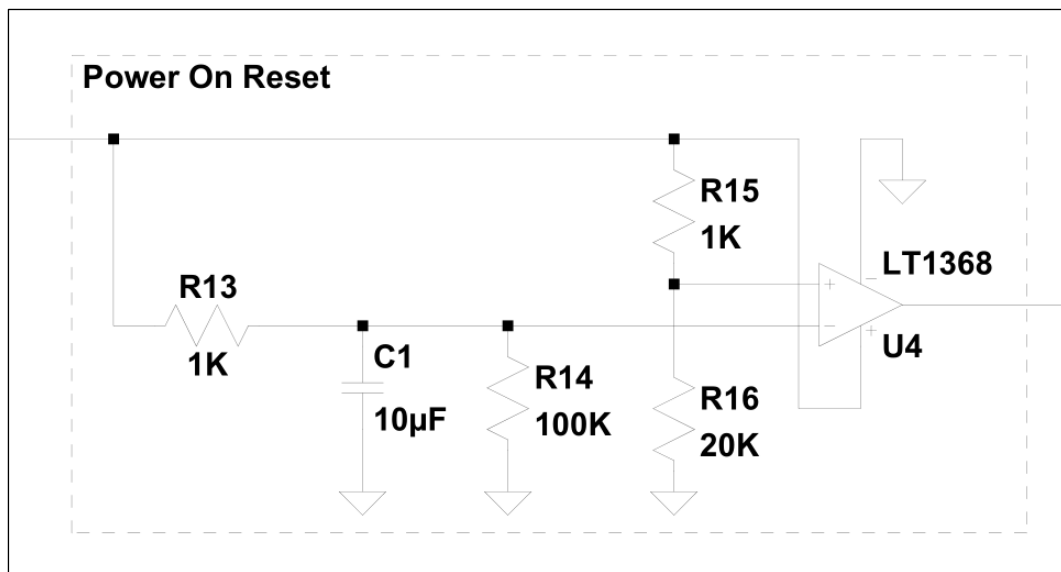 Power On Reset
R15
1K
LT1368
R13
1K
C1
10µF
R14
100K
+
−
−
+
U4
R16
20K